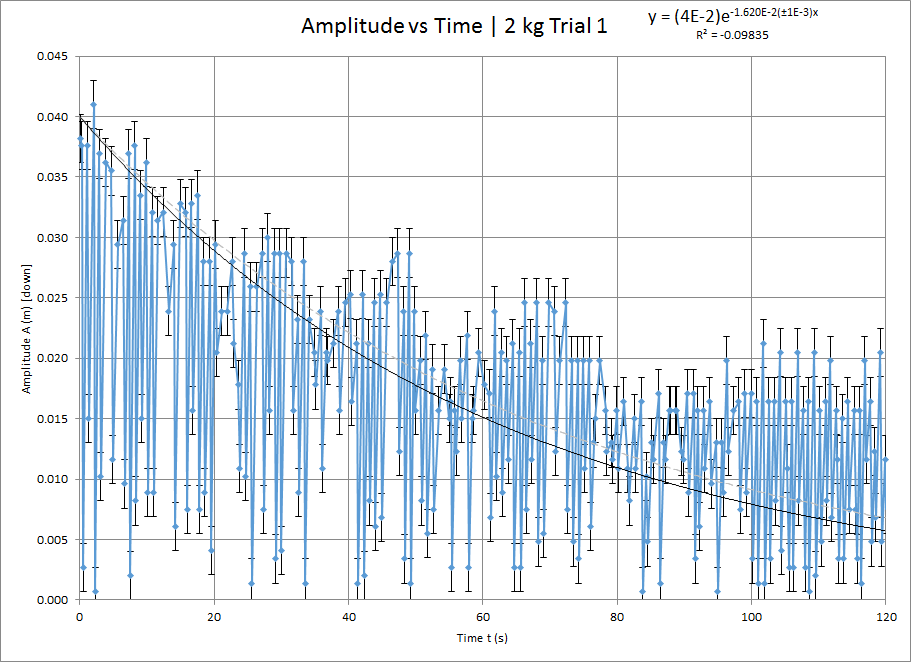 Amplitude vs Time | 2 kg Trial 1
y = (4E-2)e-1.620E-2(±1E-3)x
R² = -0.09835
0.045
0.040
0.035
0.030
0.025
0.020
0.015
0.010
0.005
0.000
Amplitude A (m) [down]
0 20 40 60 80 100 120
Time t (s)